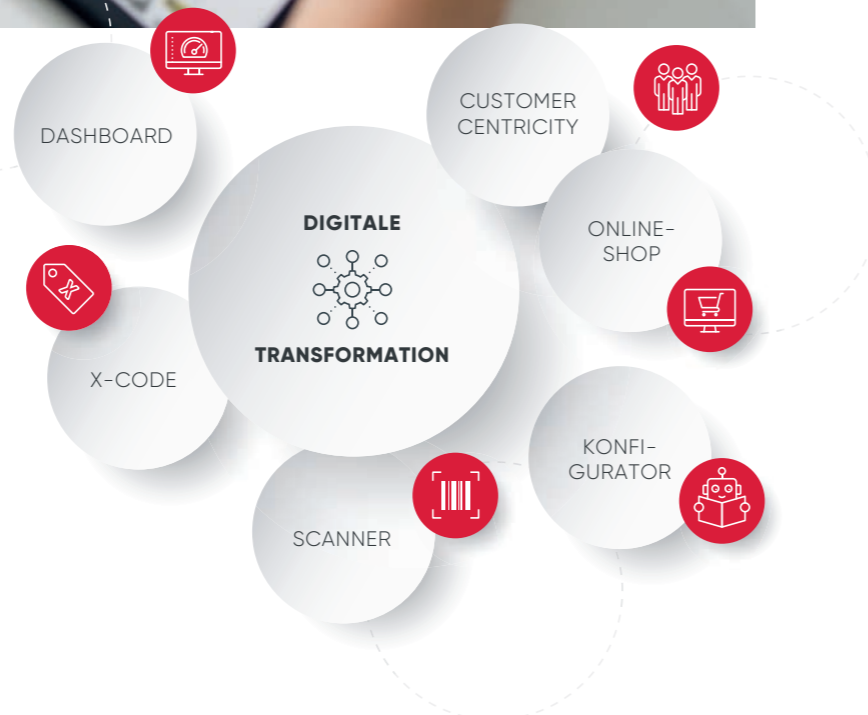 DASHBOARD
CUSTOMER
CENTRICITY
DIGITALE
TRANSFORMATION
ONLINE-
SHOP
X-CODE
KONFI-
GURATOR
SCANNER